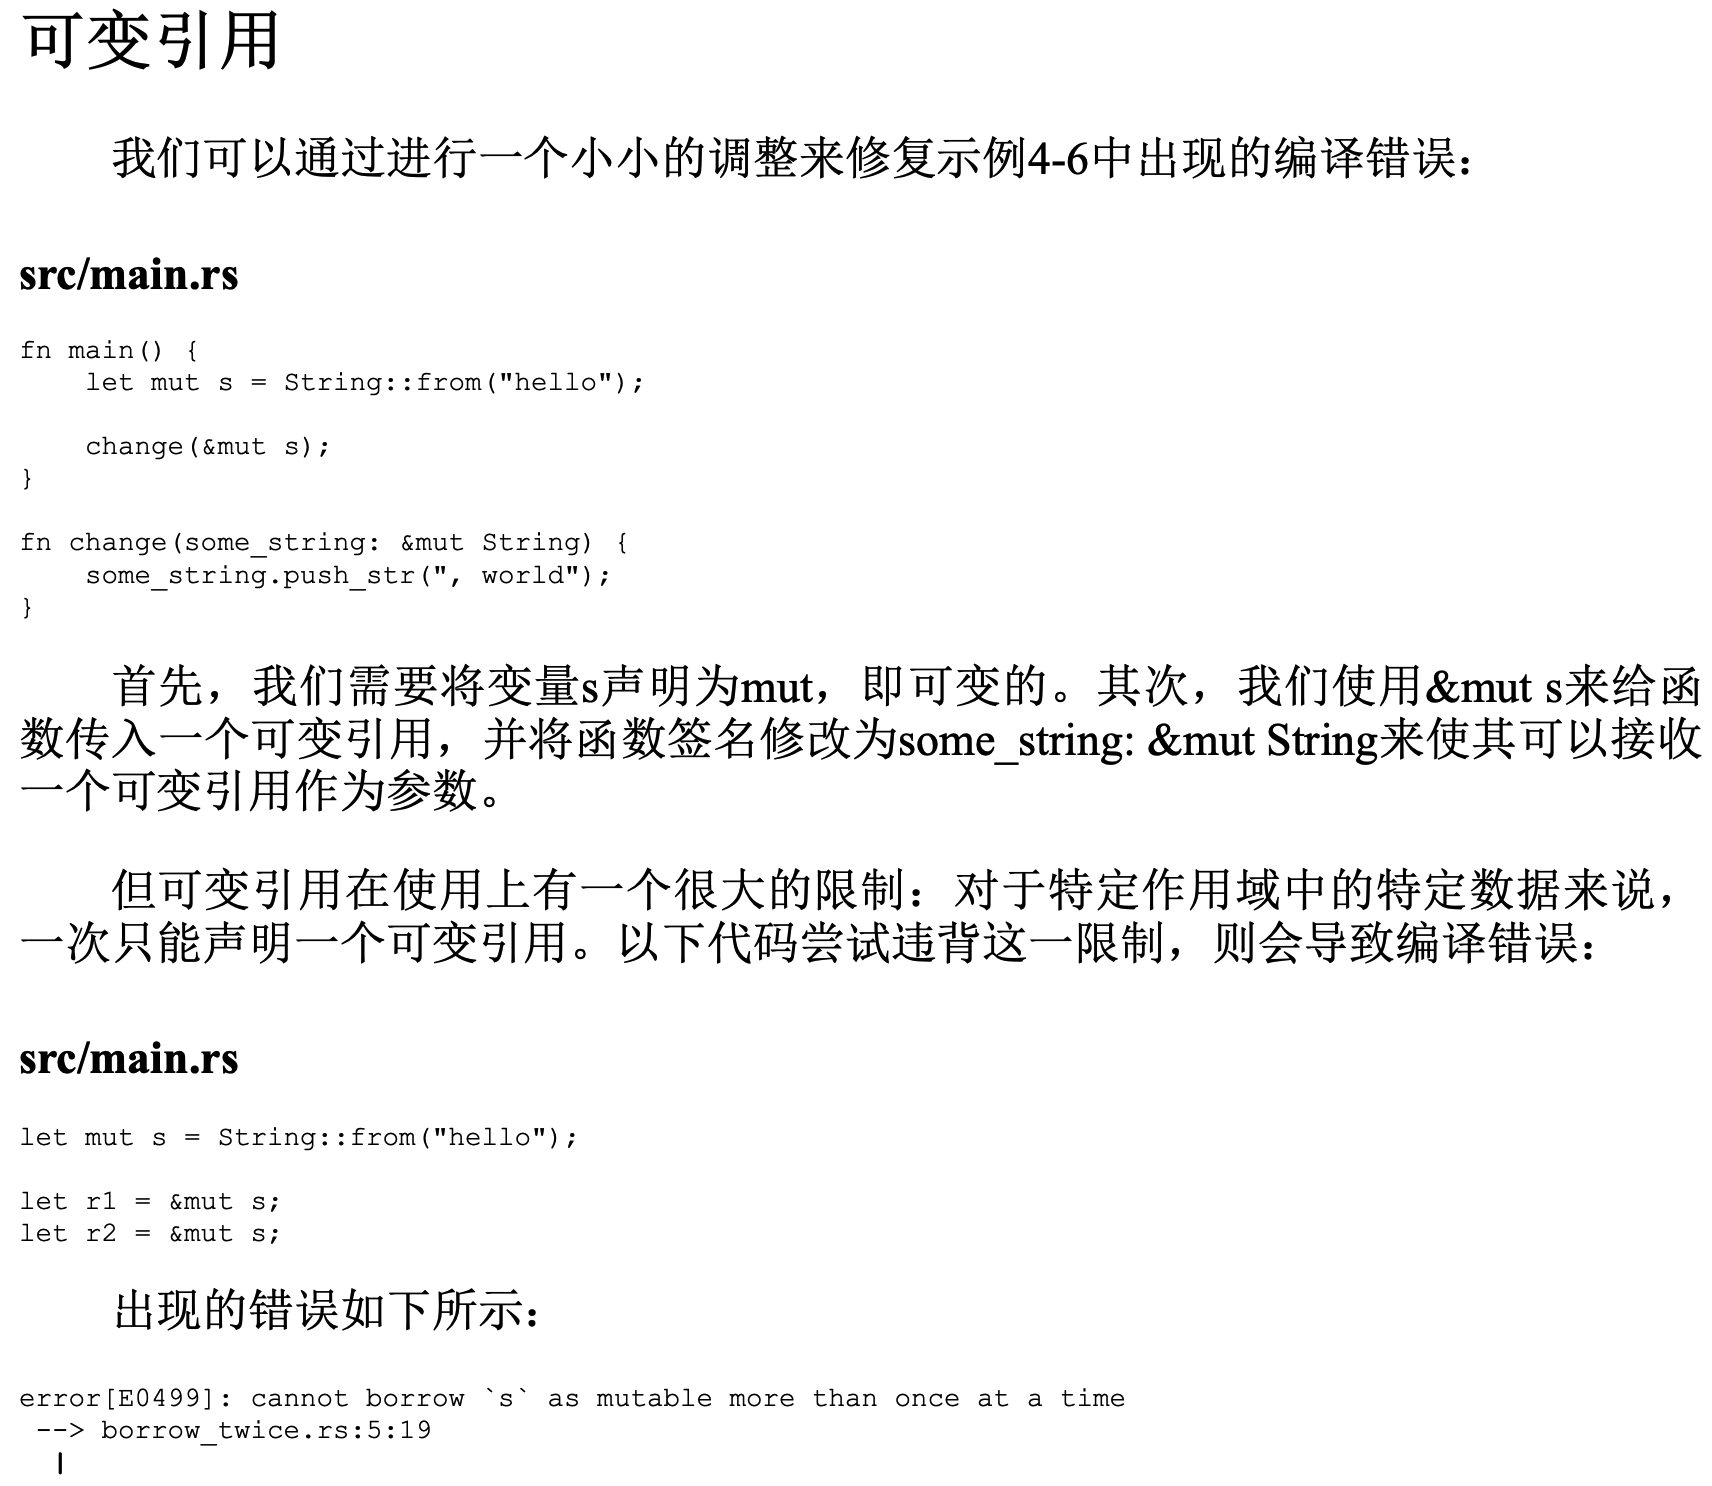 可变引用
我们可以通过进行一个小小的调整来修复示例4-6中出现的编译错误：
src/main.rs
fn main() {
    let mut s = String::from("hello");
    change(&mut s);
}
fn change(some_string: &mut String) {
    some_string.push_str(", world");
}
首先，我们需要将变量s声明为mut，即可变的。其次，我们使用&mut s来给函
数传入一个可变引用，并将函数签名修改为some_string: &mut String来使其可以接收
一个可变引用作为参数。
但可变引用在使用上有一个很大的限制：对于特定作用域中的特定数据来说，
一次只能声明一个可变引用。以下代码尝试违背这一限制，则会导致编译错误：
src/main.rs
let mut s = String::from("hello");
let r1 = &mut s;
let r2 = &mut s;
出现的错误如下所示：
error[E0499]: cannot borrow `s` as mutable more than once at a time
 --> borrow_twice.rs:5:19
  |